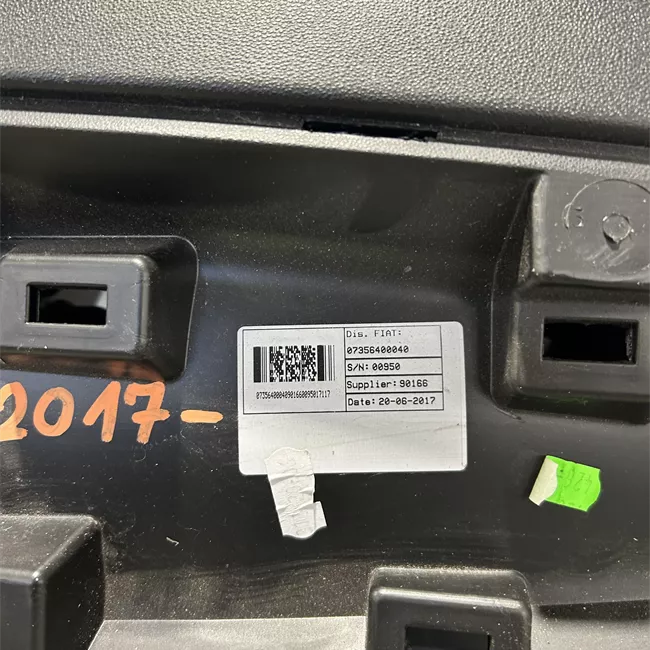 Dis. FIAT:
07356400040
S/N: 00950
Supplier: 90166
Date: 20-06-2017
2017-